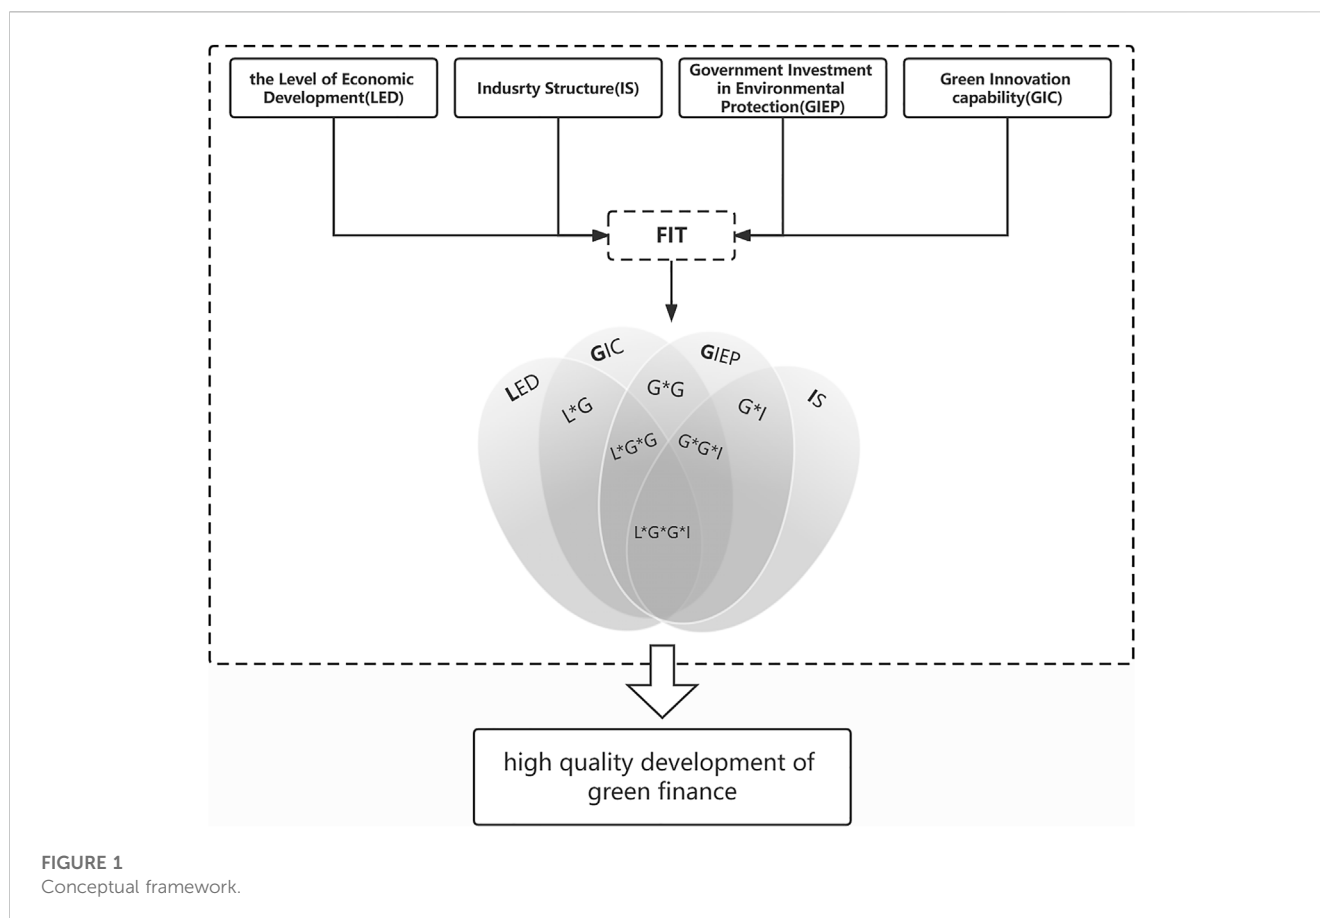 the Level of Economic
Development(LED)
Indusrty Structure(IS)
Government Investment
in Environmental
Protection(GIEP)
Green Innovation
capability(GIC)
FIT
LED
GIC
GIEP
IS
L*G
G*G
G*I
L*G*G
G*G*I
L*G*G*I
high quality development of
green finance
FIGURE 1
Conceptual framework.